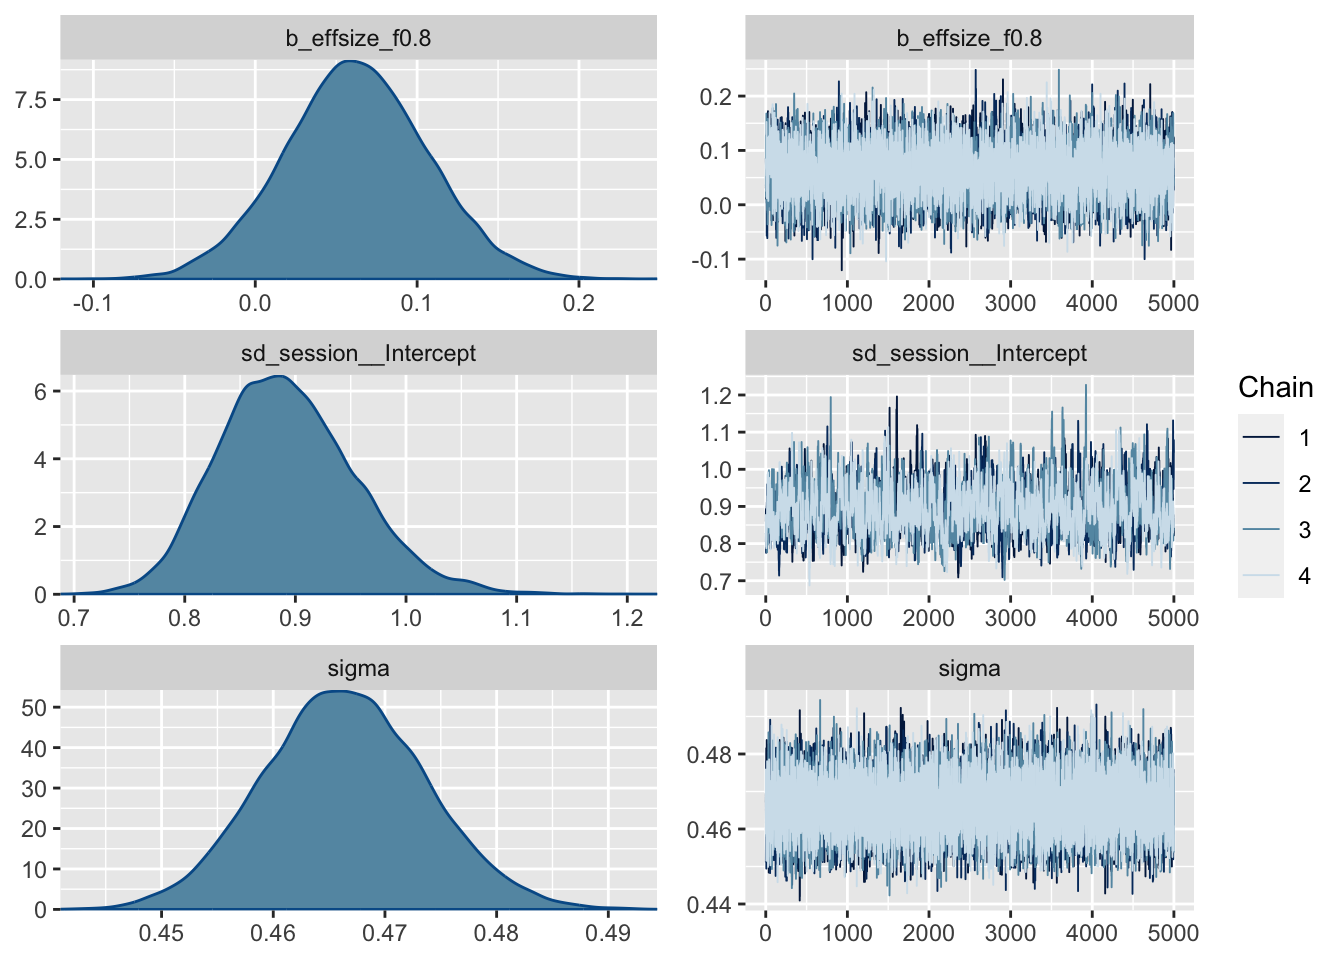 b_effsize_f0.8
7.5
5.0
2.5
0.0
-0.1 0.0 0.1 0.2
b_effsize_f0.8
0.2
0.1
0.0
-0.1
0 1000 2000 3000 4000 5000
sd_session__Intercept
6
4
2
0
0.7 0.8 0.9 1.0 1.1 1.2
sd_session__Intercept
1.2
1.1
1.0
0.9
0.8
0.7
0 1000 2000 3000 4000 5000
sigma
50
40
30
20
10
0
0.45 0.46 0.47 0.48 0.49
sigma
0.48
0.46
0.44
0 1000 2000 3000 4000 5000
Chain
1
2
3
4